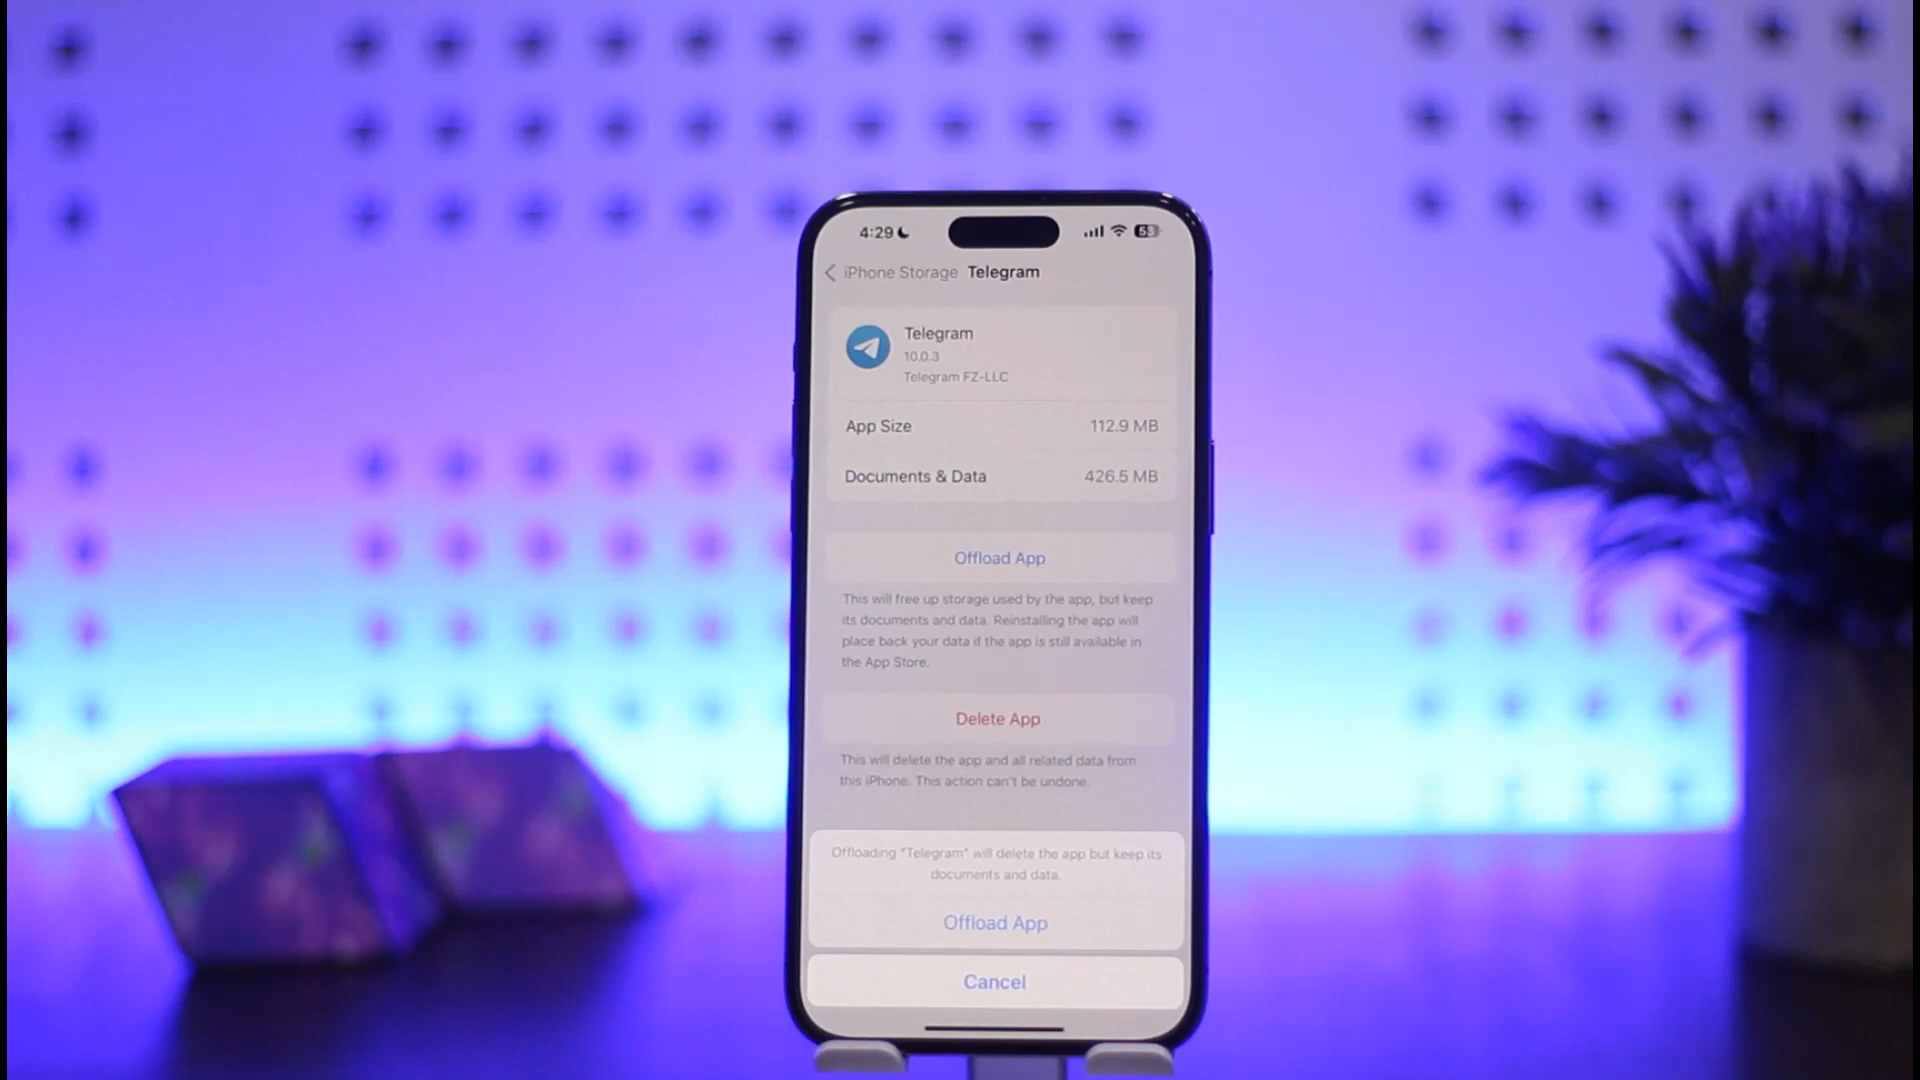 4:29
53
iPhone Storage Telegram
Telegram
10.0.3
Telegram FZ-LLC
App Size 112.9 MB
Documents & Data 426.5 MB
Offload App
This will free up storage used by the app, but keep
its documents and data. Reinstalling the app will
place back your data if the app is still available in
the App Store.
Delete App
This will delete the app and all related data from
this iPhone. This action can't be undone.
Offloading "Telegram" will delete the app but keep its
documents and data.
Offload App
Cancel